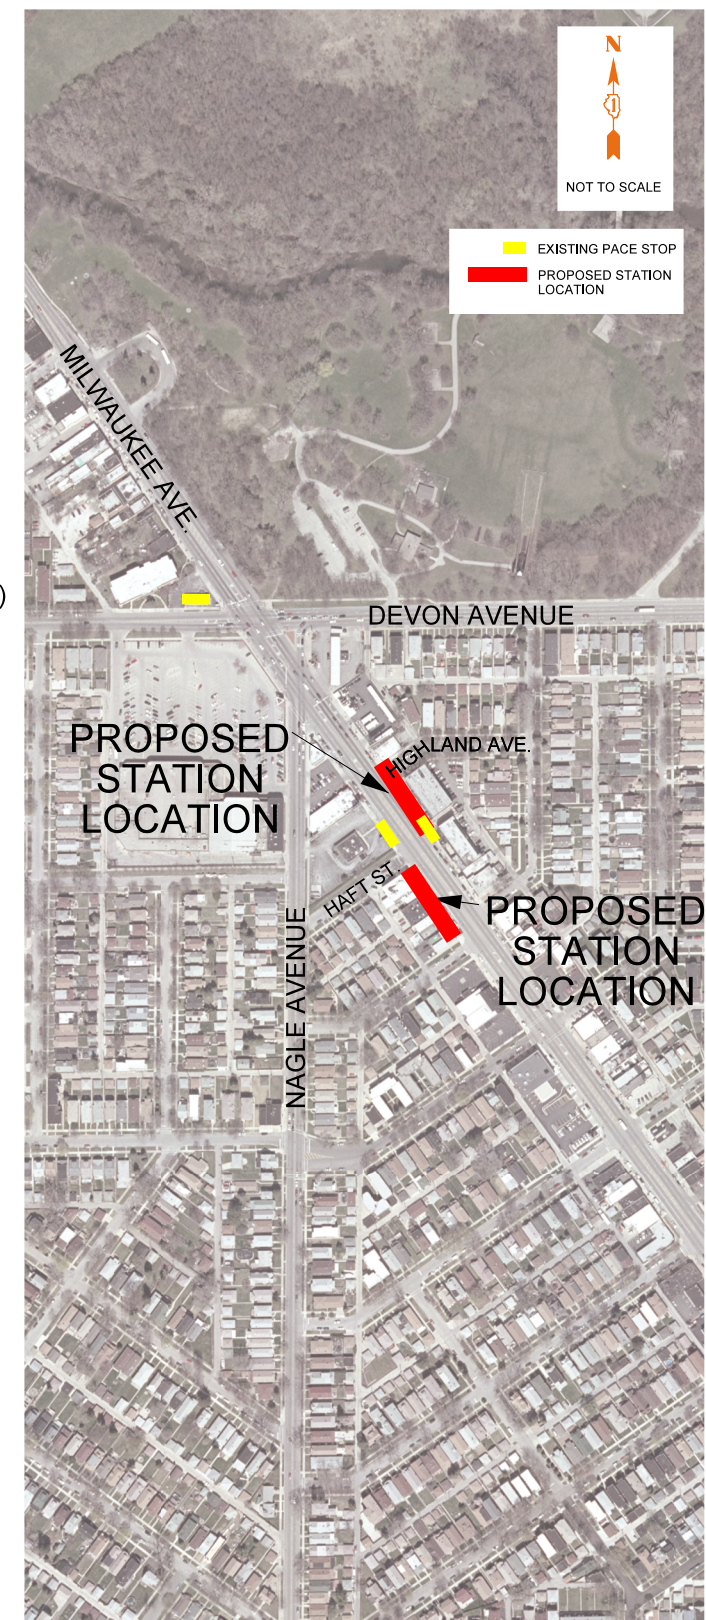 N
1
NOT TO SCALE
EXISTING PACE STOP
PROPOSED STATION
LOCATION
MILWAUKEE AVE.
)
DEVON AVENUE
PROPOSED
STATION
LOCATION
HIGHLAND AVE.
HAFT ST.
PROPOSED
STATION
LOCATION
NAGLE AVENUE